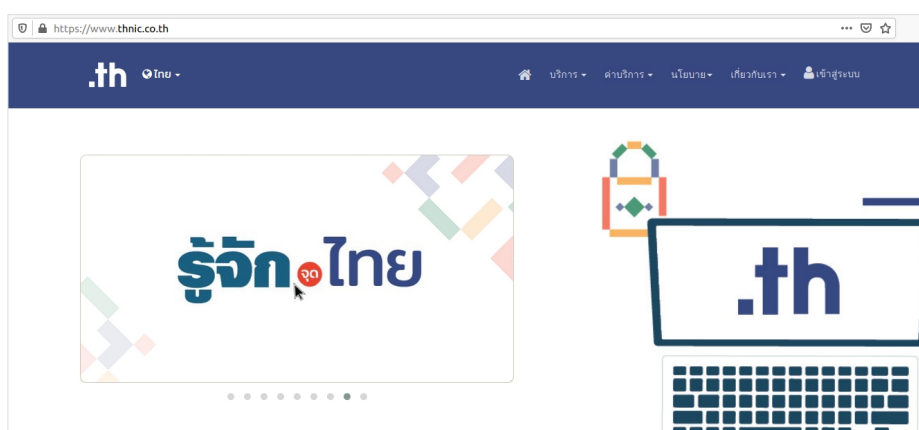 https://www.thnic.co.th
.th ไทย บริการ ค่าบริการ นโยบาย เกี่ยวกับเรา เข้าสู่ระบบ
รู้จัก จุด ไทย
.th